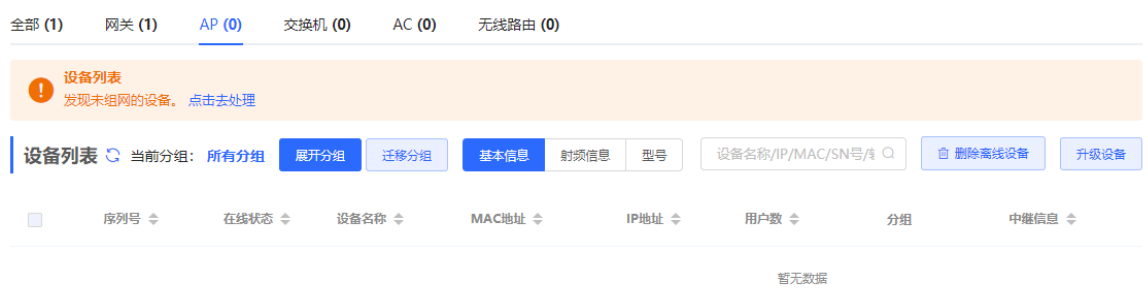 全部 (1) 网关 (1) AP (0) 交换机 (0) AC (0) 无线路由 (0)
设备列表
发现未组网的设备。 点击去处理
设备列表 当前分组： 所有分组 展开分组 迁移分组 基本信息 射频信息 型号 设备名称/IP/MAC/SN号/ 删除离线设备 升级设备
序列号 在线状态 设备名称 MAC地址 IP地址 用户数 分组 中继信息
暂无数据